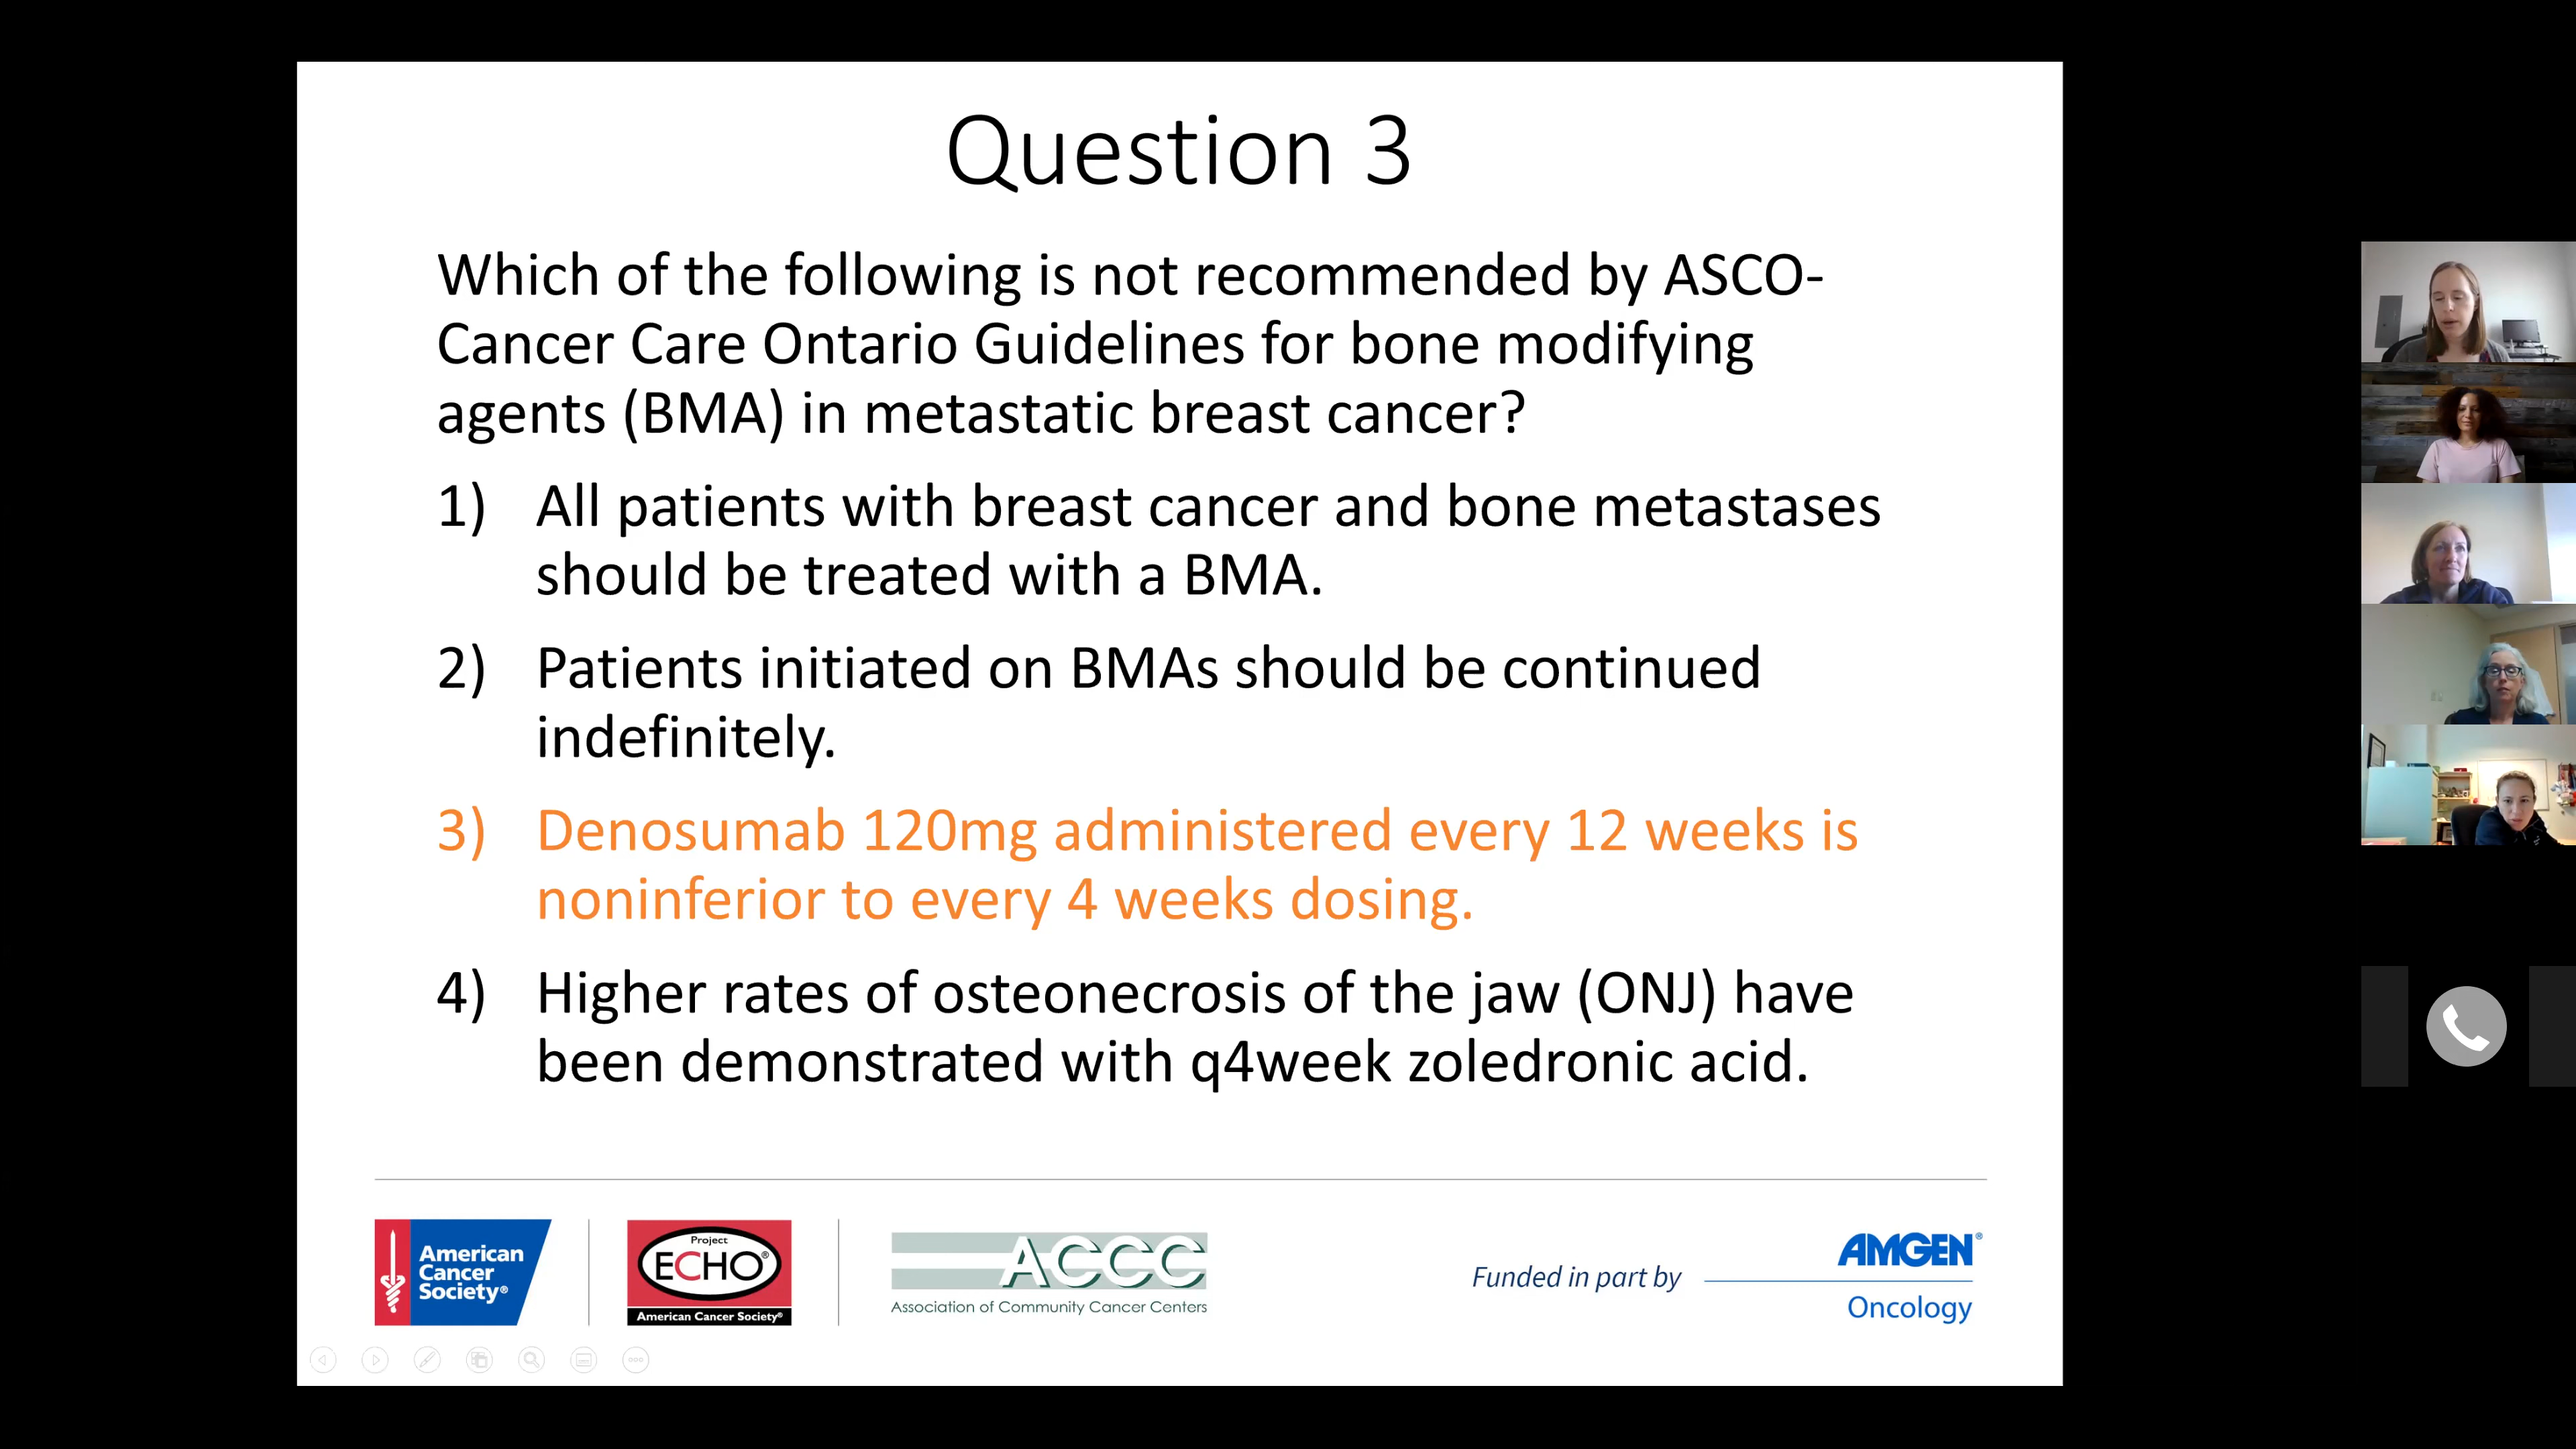 Question 3
Which of the following is not recommended by ASCO-
Cancer Care Ontario Guidelines for bone modifying
agents (BMA) in metastatic breast cancer?
1) All patients with breast cancer and bone metastases
should be treated with a BMA.
2) Patients initiated on BMAs should be continued
indefinitely.
3) Denosumab 120mg administered every 12 weeks is
noninferior to every 4 weeks dosing.
4) Higher rates of osteonecrosis of the jaw (ONJ) have
been demonstrated with q4week zoledronic acid.
American
Cancer
Society®
Project
ECHO®
American Cancer Society®
ACCC
Association of Community Cancer Centers
Funded in part by
AMGEN®
Oncology